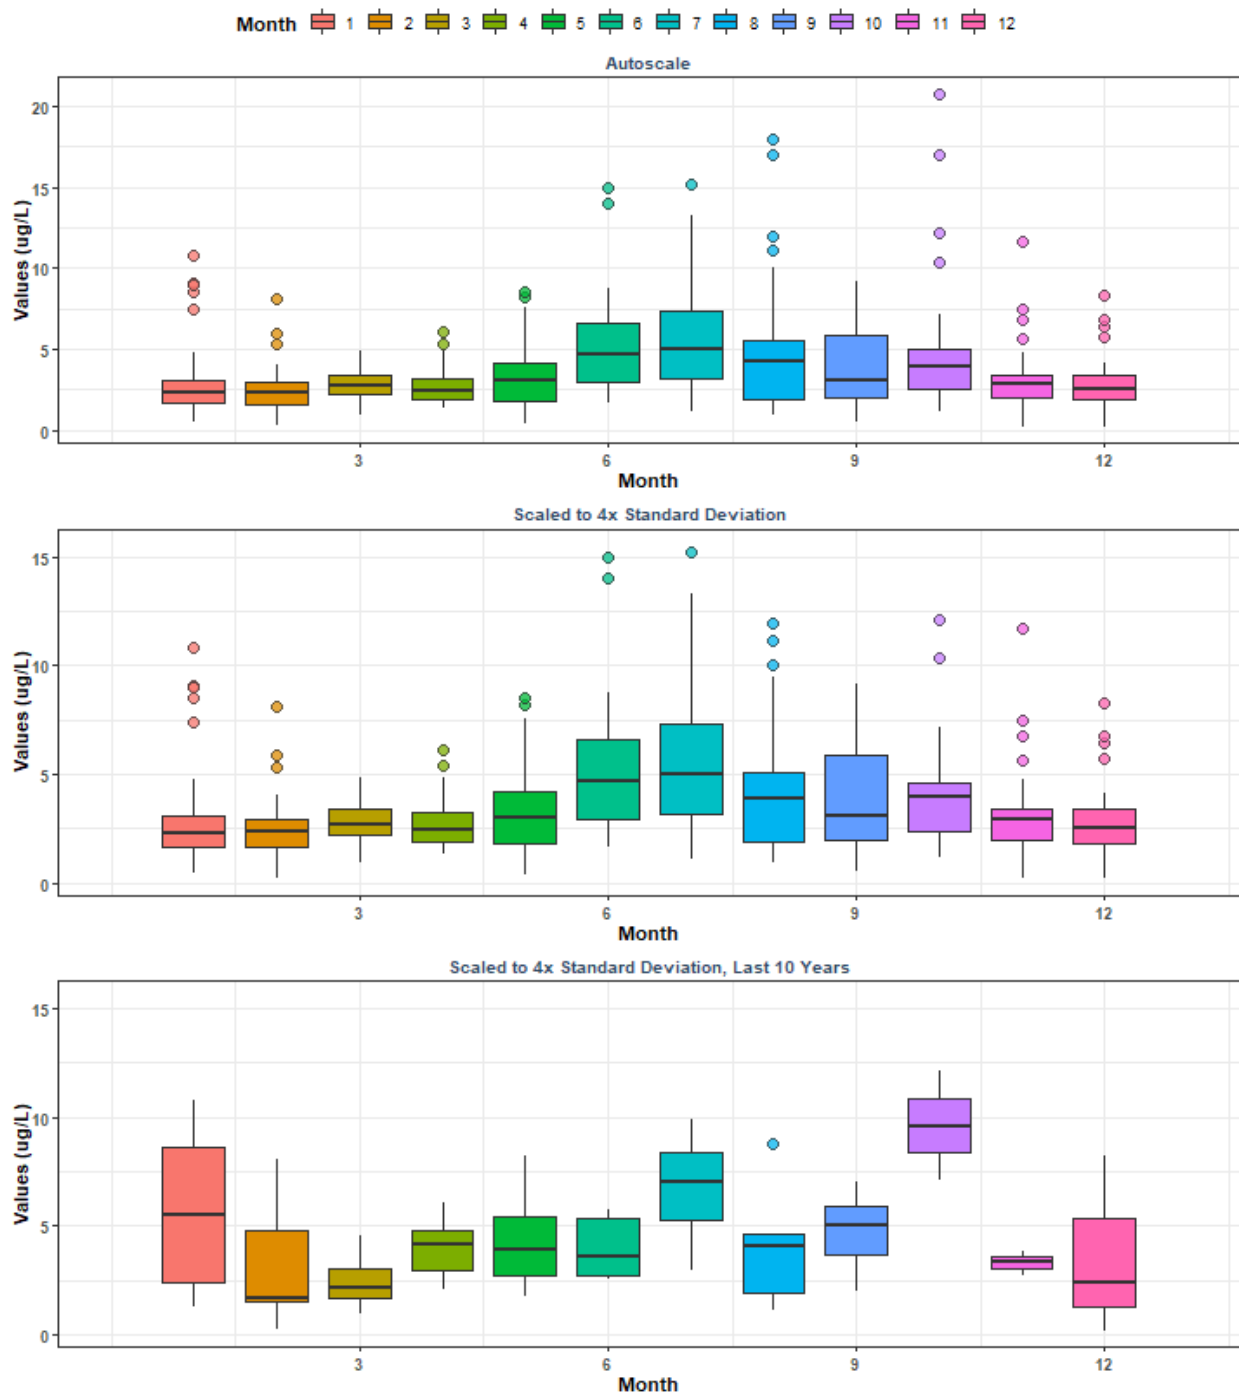 Month 1 2 3 4 5 6 7 8 9 10 11 12
Autoscale
Values (ug/L)
20
15
10
5
0
3 6 9 12
Month
Scaled to 4x Standard Deviation
Values (ug/L)
15
10
5
0
3 6 9 12
Month
Scaled to 4x Standard Deviation, Last 10 Years
Values (ug/L)
15
10
5
0
3 6 9 12
Month